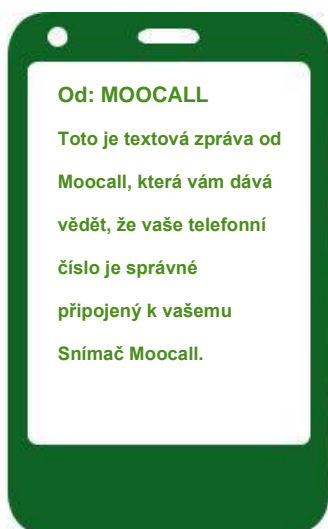 Od: MOOCALL
Toto je textová zpráva od
Moocall, která vám dává
vědět, že vaše telefonní
číslo je správné
připojený k vašemu
Snímač Moocall.